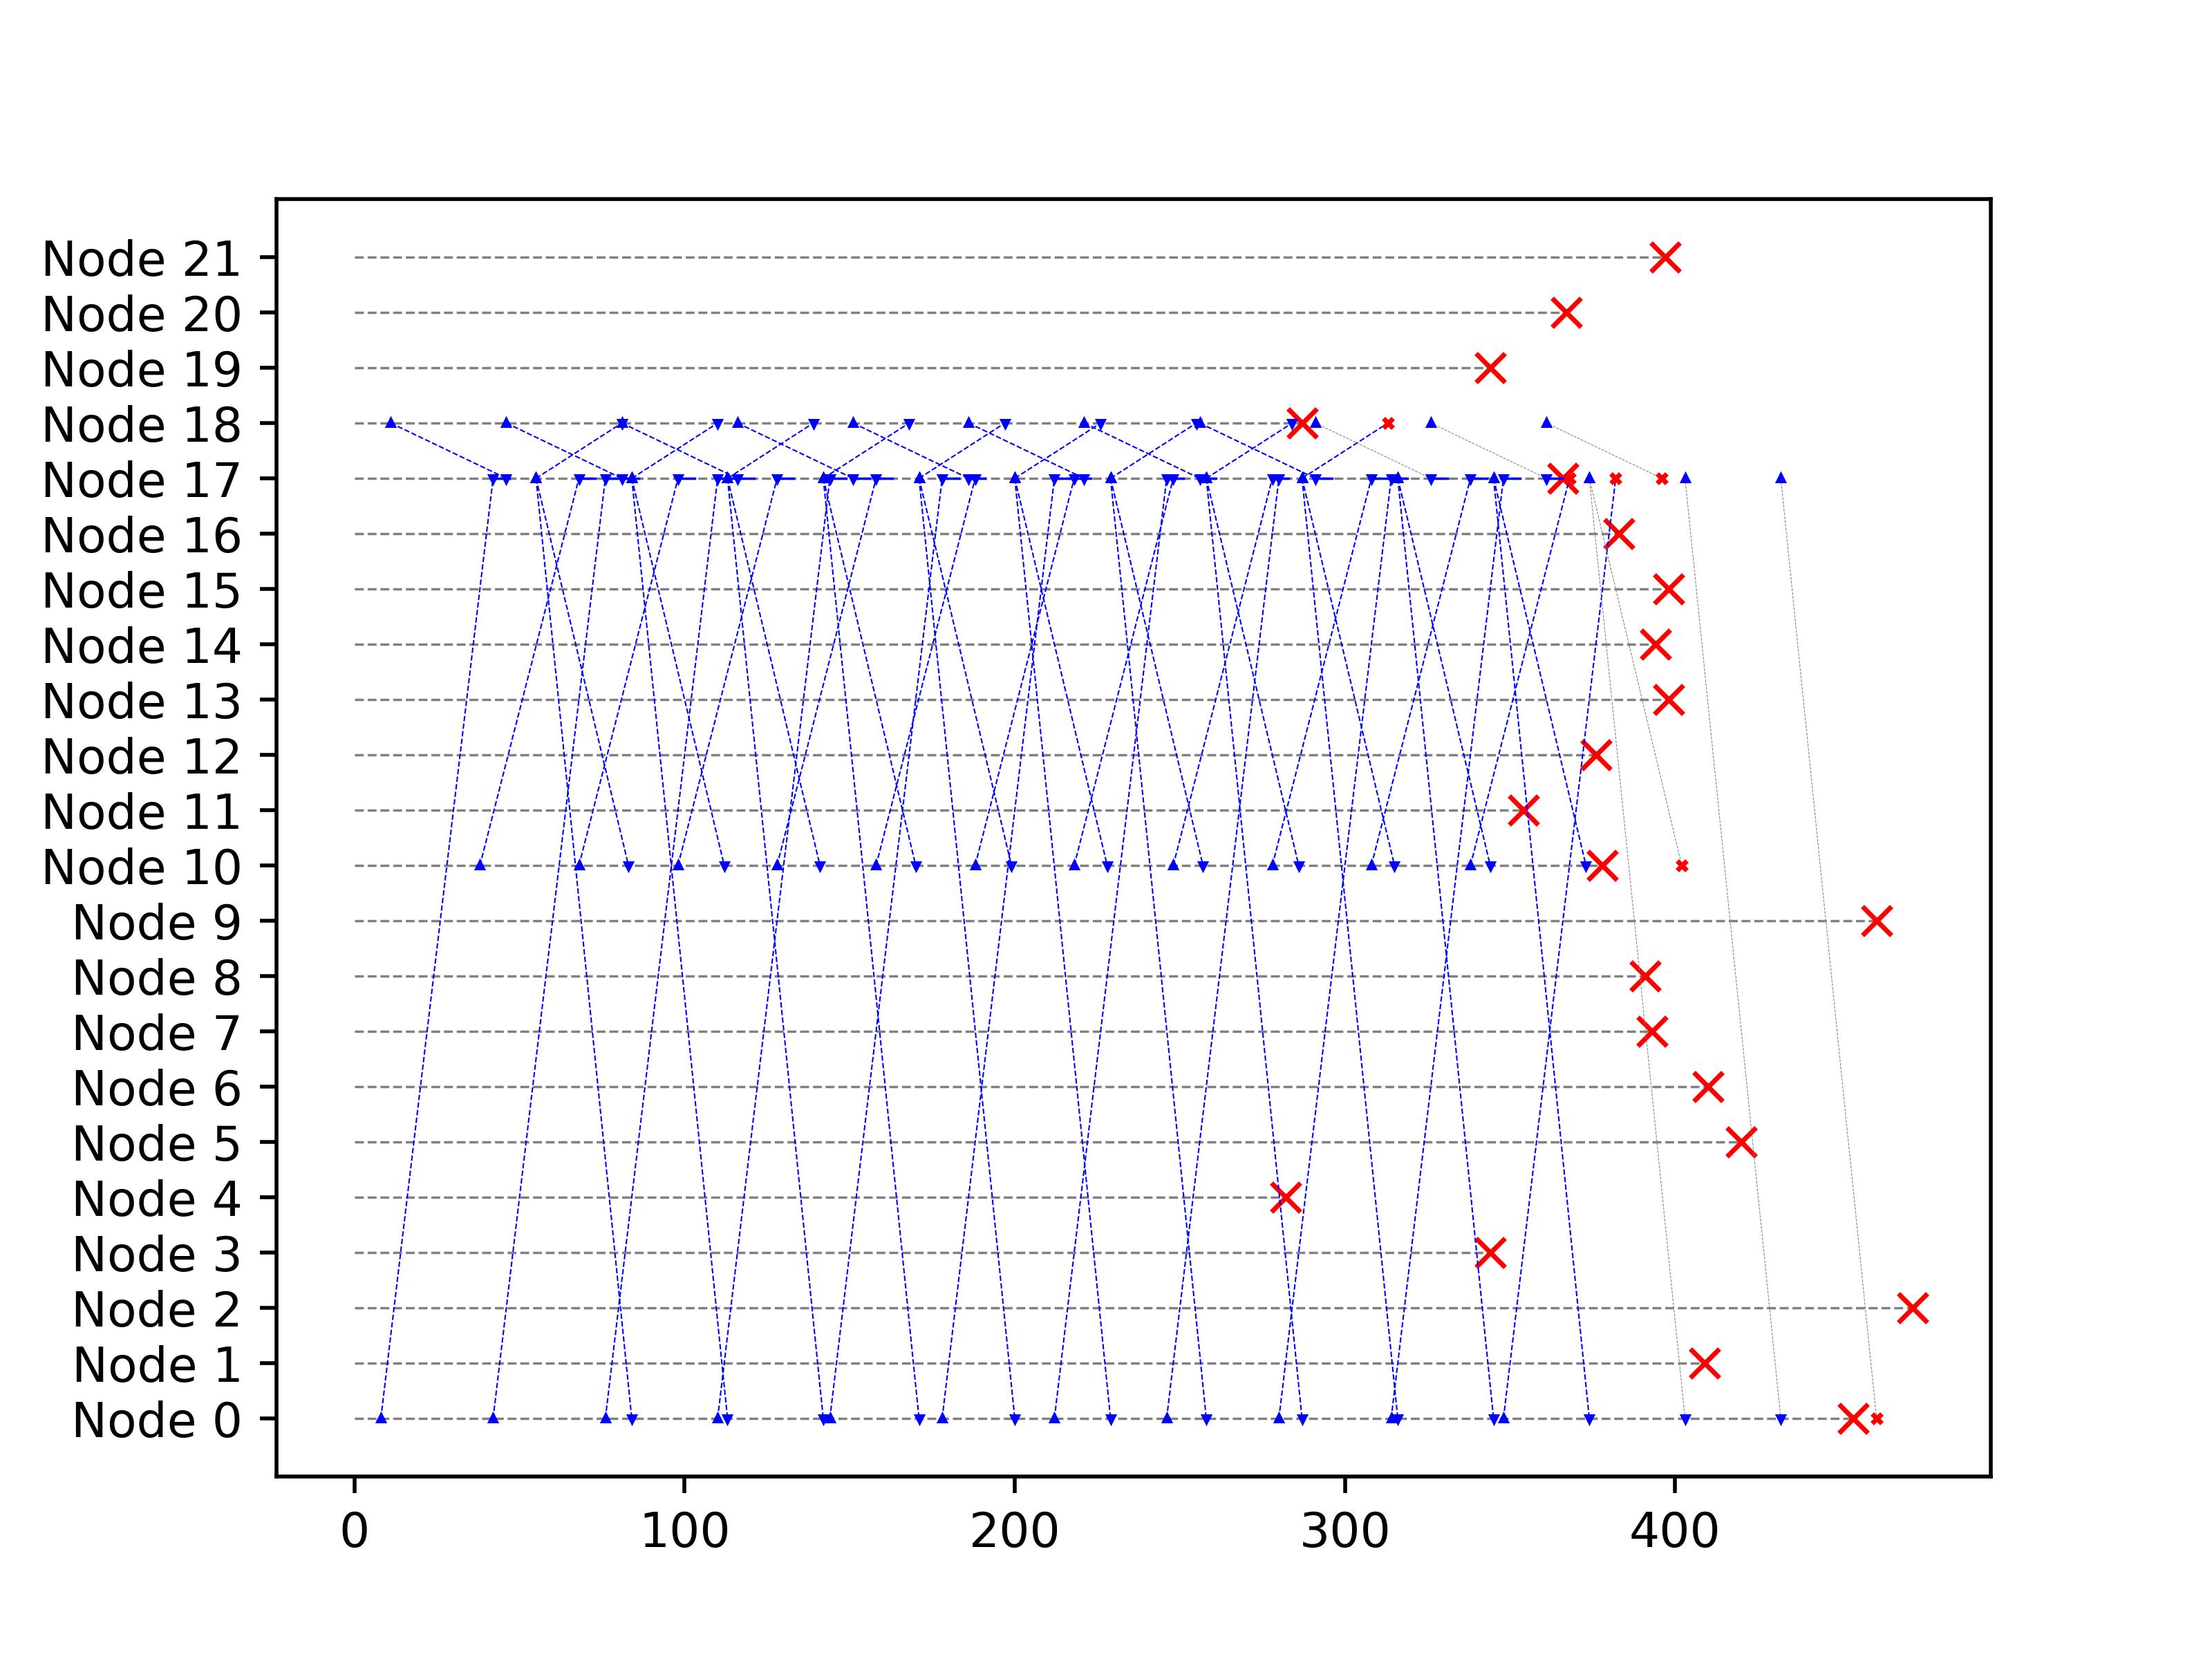 Node 21
Node 20
Node 19
Node 18
Node 17
Node 16
Node 15
Node 14
Node 13
Node 12
Node 11
Node 10
Node 9
Node 8
Node 7
Node 6
Node 5
Node 4
Node 3
Node 2
Node 1
Node 0
0 100 200 300 400